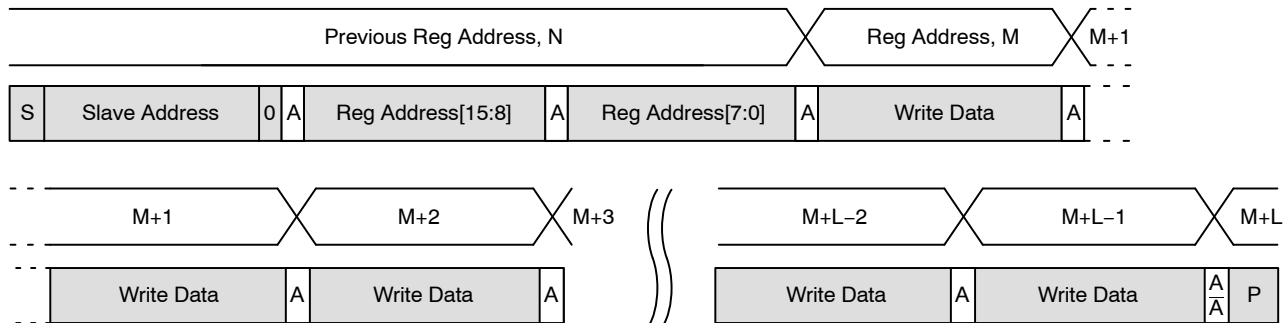 Previous Reg Address, N Reg Address, M M+1
S Slave Address 0 A Reg Address[15:8] A Reg Address[7:0] A Write Data A
M+1 M+2 M+3 M+L−2 M+L−1 M+L
Write Data A Write Data A Write Data A Write Data A/A̅ P